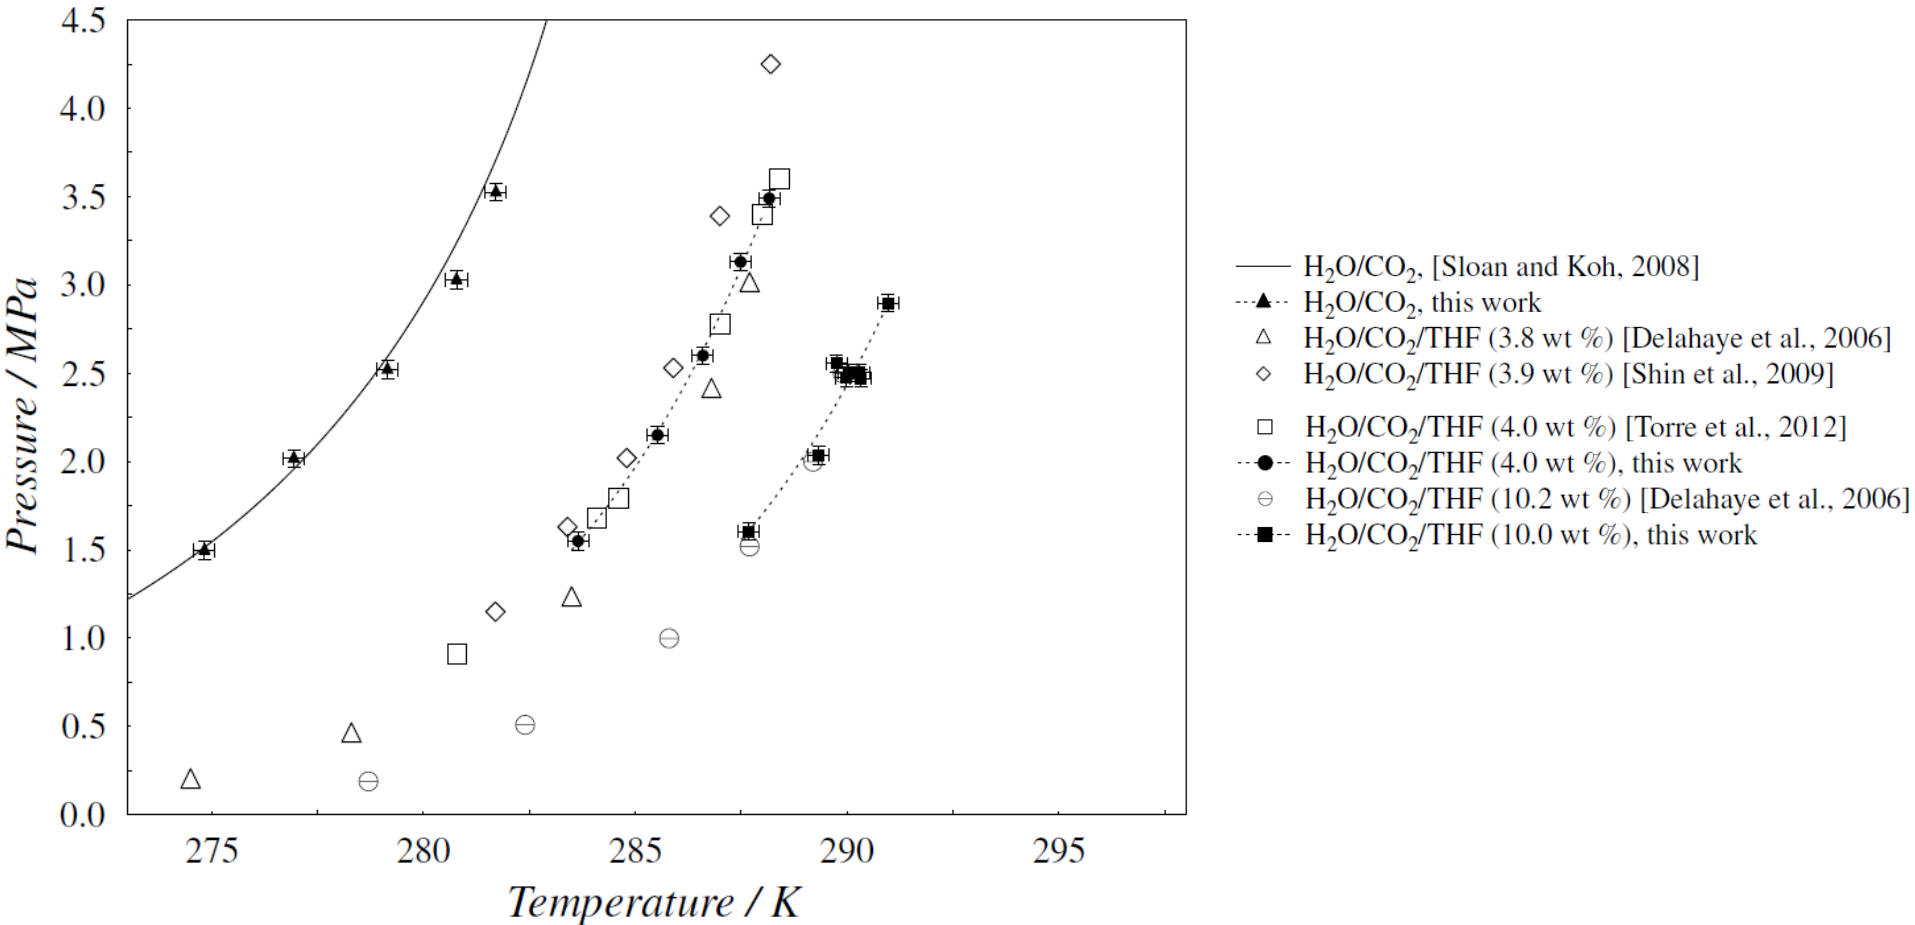 4.5
4.0
3.5
3.0
2.5
2.0
1.5
1.0
0.5
0.0
Pressure / MPa
275 280 285 290 295
Temperature / K
H₂O/CO₂, [Sloan and Koh, 2008]
H₂O/CO₂, this work
H₂O/CO₂/THF (3.8 wt %) [Delahaye et al., 2006]
H₂O/CO₂/THF (3.9 wt %) [Shin et al., 2009]
H₂O/CO₂/THF (4.0 wt %) [Torre et al., 2012]
H₂O/CO₂/THF (4.0 wt %), this work
H₂O/CO₂/THF (10.2 wt %) [Delahaye et al., 2006]
H₂O/CO₂/THF (10.0 wt %), this work